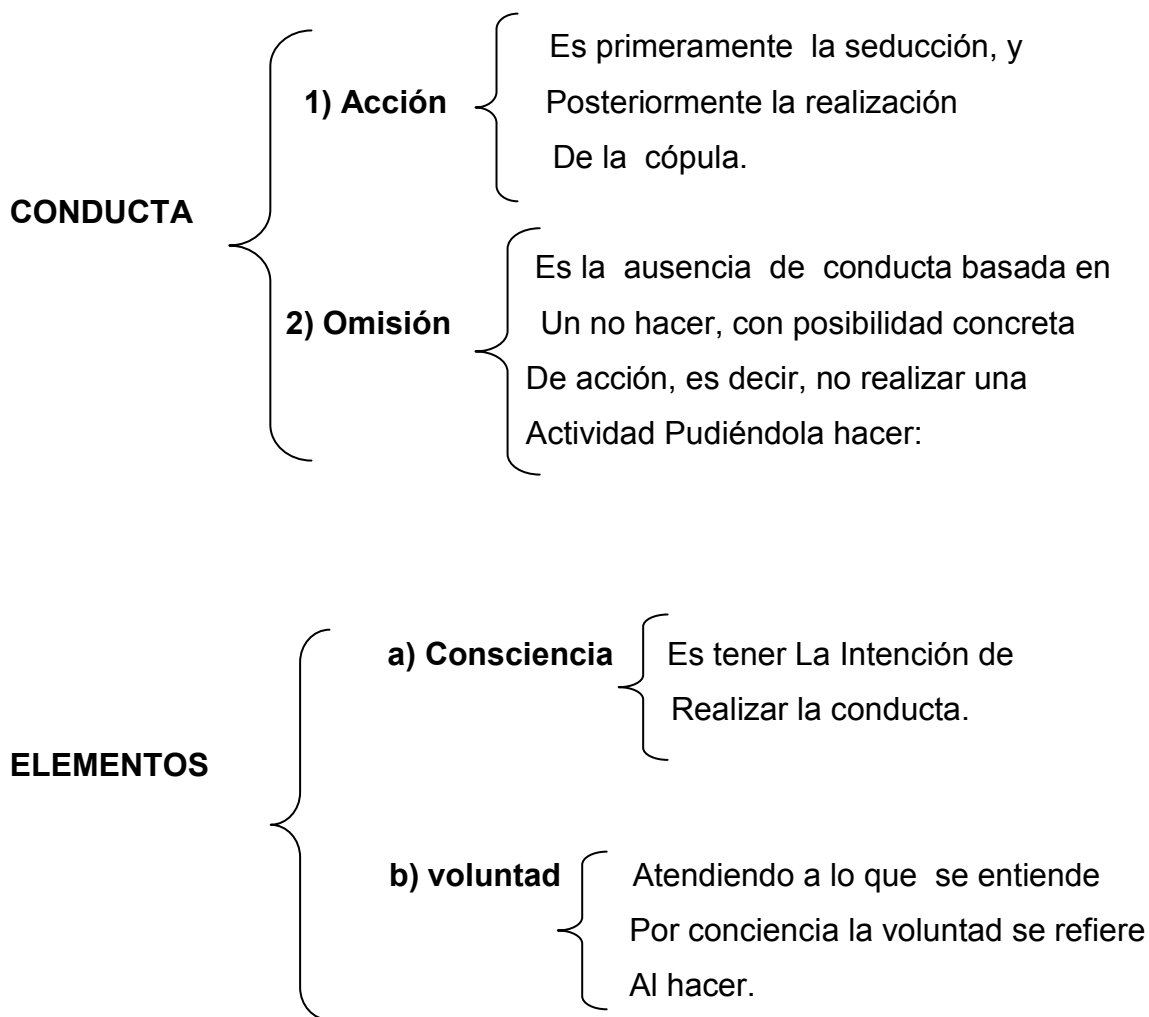 Es primeramente la seducción, y
1) Acción Posteriormente la realización
De la cópula.
CONDUCTA
Es la ausencia de conducta basada en
2) Omisión Un no hacer, con posibilidad concreta
De acción, es decir, no realizar una
Actividad Pudiéndola hacer:
a) Consciencia Es tener La Intención de
Realizar la conducta.
ELEMENTOS
b) voluntad Atendiendo a lo que se entiende
Por conciencia la voluntad se refiere
Al hacer.